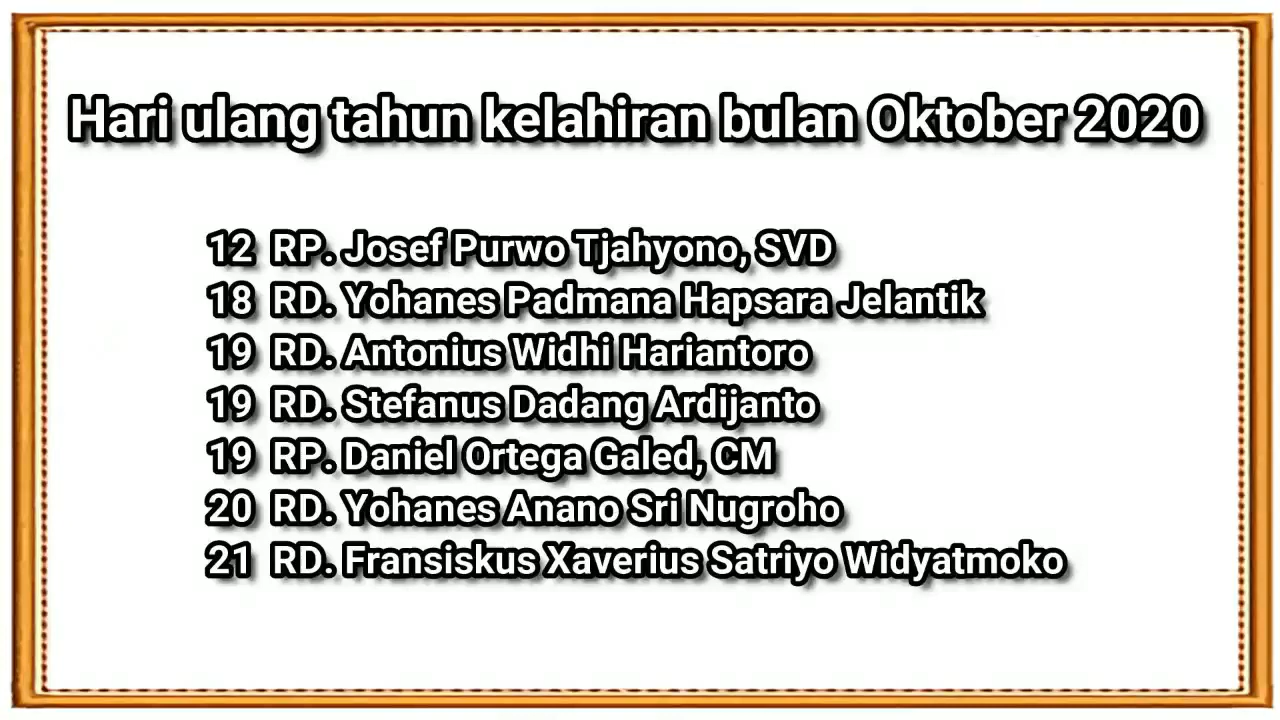 Hari ulang tahun kelahiran bulan Oktober 2020
12 RP. Josef Purwo Tjahyono, SVD
18 RD. Yohanes Padmana Hapsara Jelantik
19 RD. Antonius Widhi Hariantoro
19 RD. Stefanus Dadang Ardijanto
19 RP. Daniel Ortega Galed, CM
20 RD. Yohanes Anano Sri Nugroho
21 RD. Fransiskus Xaverius Satriyo Widyatmoko